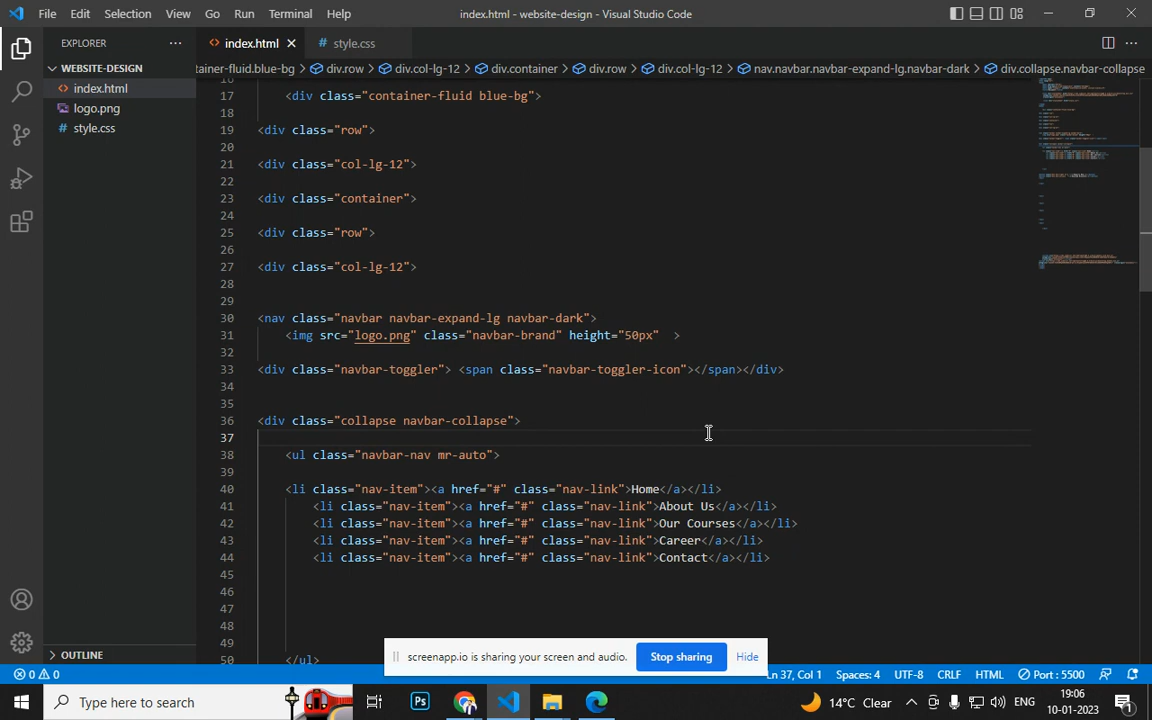 File Edit Selection View Go Run Terminal Help index.html - website-design - Visual Studio Code
EXPLORER
WEBSITE-DESIGN
index.html
logo.png
style.css
OUTLINE
index.html style.css
tainer-fluid.blue-bg > div.row > div.col-lg-12 > div.container > div.row > div.col-lg-12 > nav.navbar.navbar-expand-lg.navbar-dark > div.collapse.navbar-collapse
16
17 <div class="container-fluid blue-bg">
18
19 <div class="row">
20
21 <div class="col-lg-12">
22
23 <div class="container">
24
25 <div class="row">
26
27 <div class="col-lg-12">
28
29
30 <nav class="navbar navbar-expand-lg navbar-dark">
31 <img src="logo.png" class="navbar-brand" height="50px" >
32
33 <div class="navbar-toggler"> <span class="navbar-toggler-icon"></span></div>
34
35
36 <div class="collapse navbar-collapse">
37
38 <ul class="navbar-nav mr-auto">
39
40 <li class="nav-item"><a href="#" class="nav-link">Home</a></li>
41 <li class="nav-item"><a href="#" class="nav-link">About Us</a></li>
42 <li class="nav-item"><a href="#" class="nav-link">Our Courses</a></li>
43 <li class="nav-item"><a href="#" class="nav-link">Career</a></li>
44 <li class="nav-item"><a href="#" class="nav-link">Contact</a></li>
45
46
47
48
49
50 </ul>
screenapp.io is sharing your screen and audio. Stop sharing Hide
0 0 Ln 37, Col 1 Spaces: 4 UTF-8 CRLF HTML Port : 5500
Type here to search Ps 14°C Clear ENG 19:06
10-01-2023 1